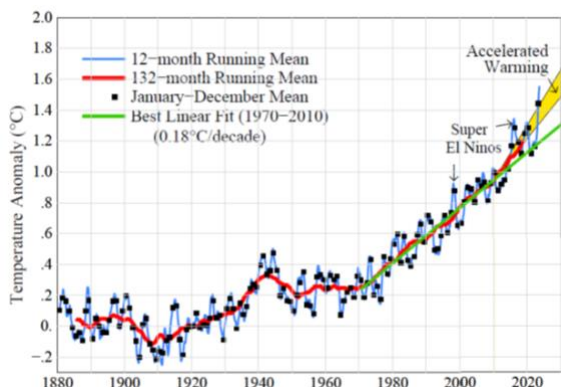 2.0
1.8
1.6
1.4
1.2
1.0
.8
.6
.4
.2
0.
-.2
Temperature Anomaly (°C)
12-month Running Mean
132-month Running Mean
January-December Mean
Best Linear Fit (1970-2010)
(0.18°C/decade)
Accelerated
Warming
Super
El Ninos
1880 1900 1920 1940 1960 1980 2000 2020